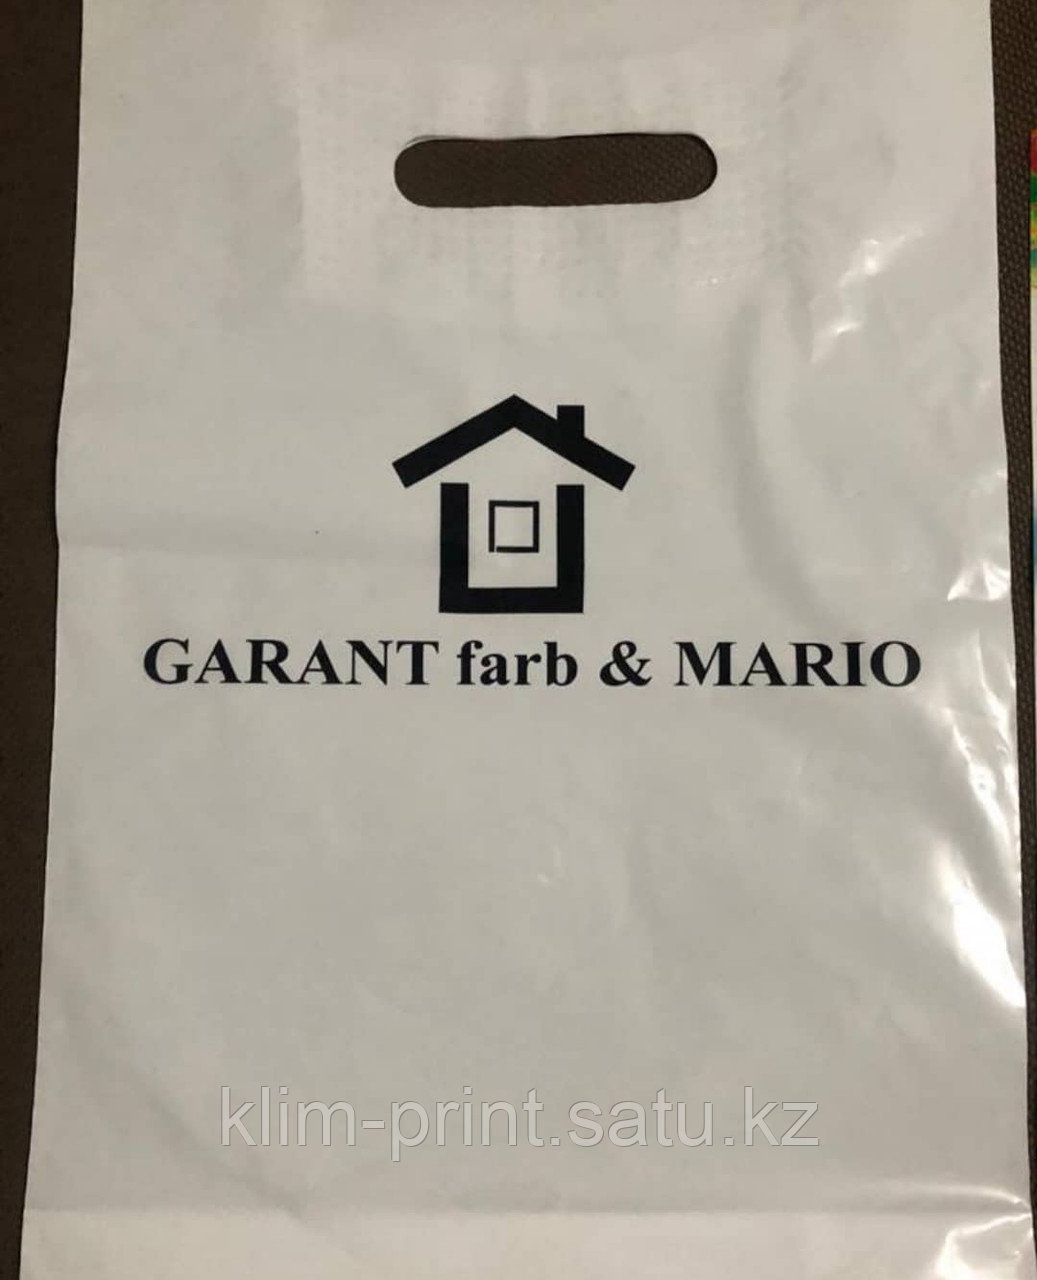 GARANT farb & MARIO
klim-print.satu.kz